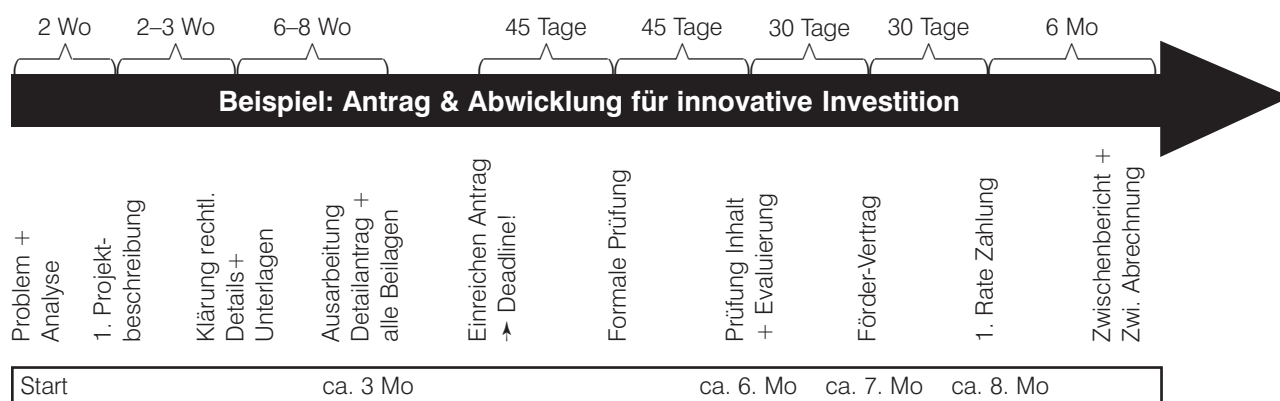 2 Wo
2–3 Wo
6–8 Wo
45 Tage
45 Tage
30 Tage
30 Tage
6 Mo
Beispiel: Antrag & Abwicklung für innovative Investition
Problem +
Analyse
1. Projekt-
beschreibung
Klärung rechtl.
Details+
Unterlagen
Ausarbeitung
Detailantrag +
alle Beilagen
Einreichen Antrag
➛ Deadline!
Formale Prüfung
Prüfung Inhalt
+ Evaluierung
Förder-Vertrag
1. Rate Zahlung
Zwischenbericht +
Zwi. Abrechnung
Start
ca. 3 Mo
ca. 6. Mo
ca. 7. Mo
ca. 8. Mo